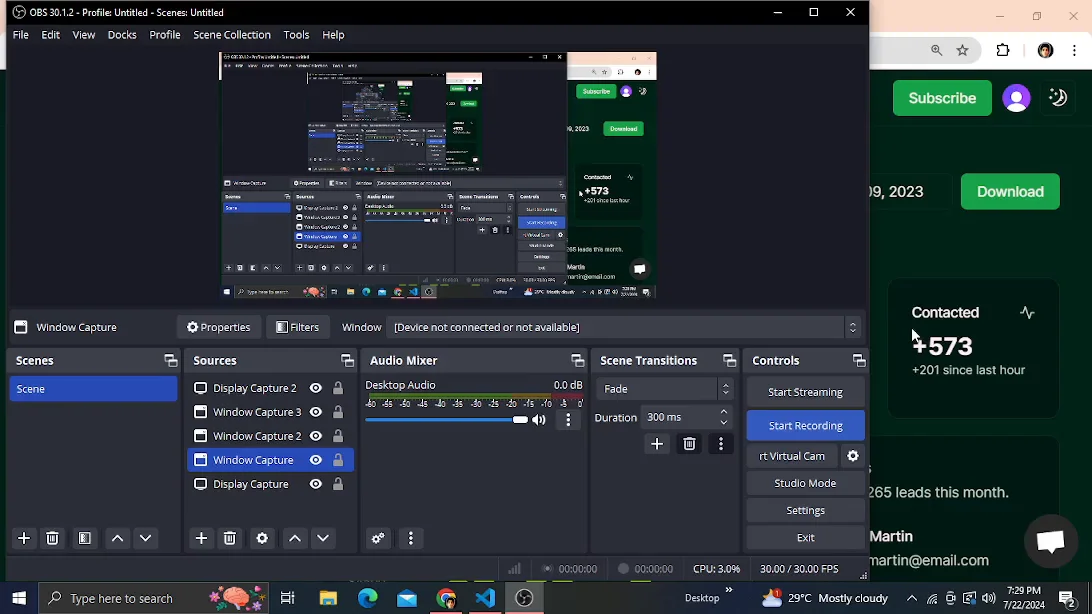 OBS 30.1.2 - Profile: Untitled - Scenes: Untitled
File Edit View Docks Profile Scene Collection Tools Help
Subscribe
09, 2023
Download
Contacted
+573
+201 since last hour
265 leads this month.
Martin
martin@email.com
Window Capture
Properties
Filters
Window
[Device not connected or not available]
Scenes
Scene
Sources
Display Capture 2
Window Capture 3
Window Capture 2
Window Capture
Display Capture
Audio Mixer
Desktop Audio 0.0 dB
-60 -55 -50 -45 -40 -35 -30 -25 -20 -15 -10 -5 0
Scene Transitions
Fade
Duration 300 ms
Controls
Start Streaming
Start Recording
rt Virtual Cam
Studio Mode
Settings
Exit
00:00:00
00:00:00
CPU: 3.0%
30.00 / 30.00 FPS
Type here to search
Desktop
29°C Mostly cloudy
7:29 PM
7/22/2024